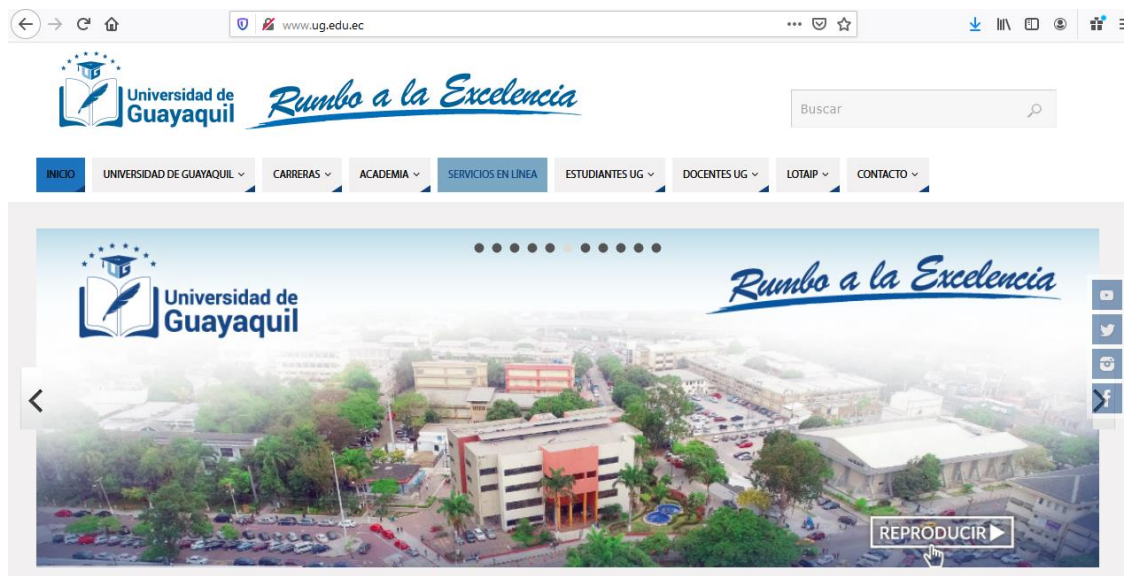 www.ug.edu.ec
UG
Universidad de
Guayaquil
Rumbo a la Excelencia
Buscar
INICIO
UNIVERSIDAD DE GUAYAQUIL
CARRERAS
ACADEMIA
SERVICIOS EN LÍNEA
ESTUDIANTES UG
DOCENTES UG
LOTAIP
CONTACTO
UG
Universidad de
Guayaquil
Rumbo a la Excelencia
REPRODUCIR